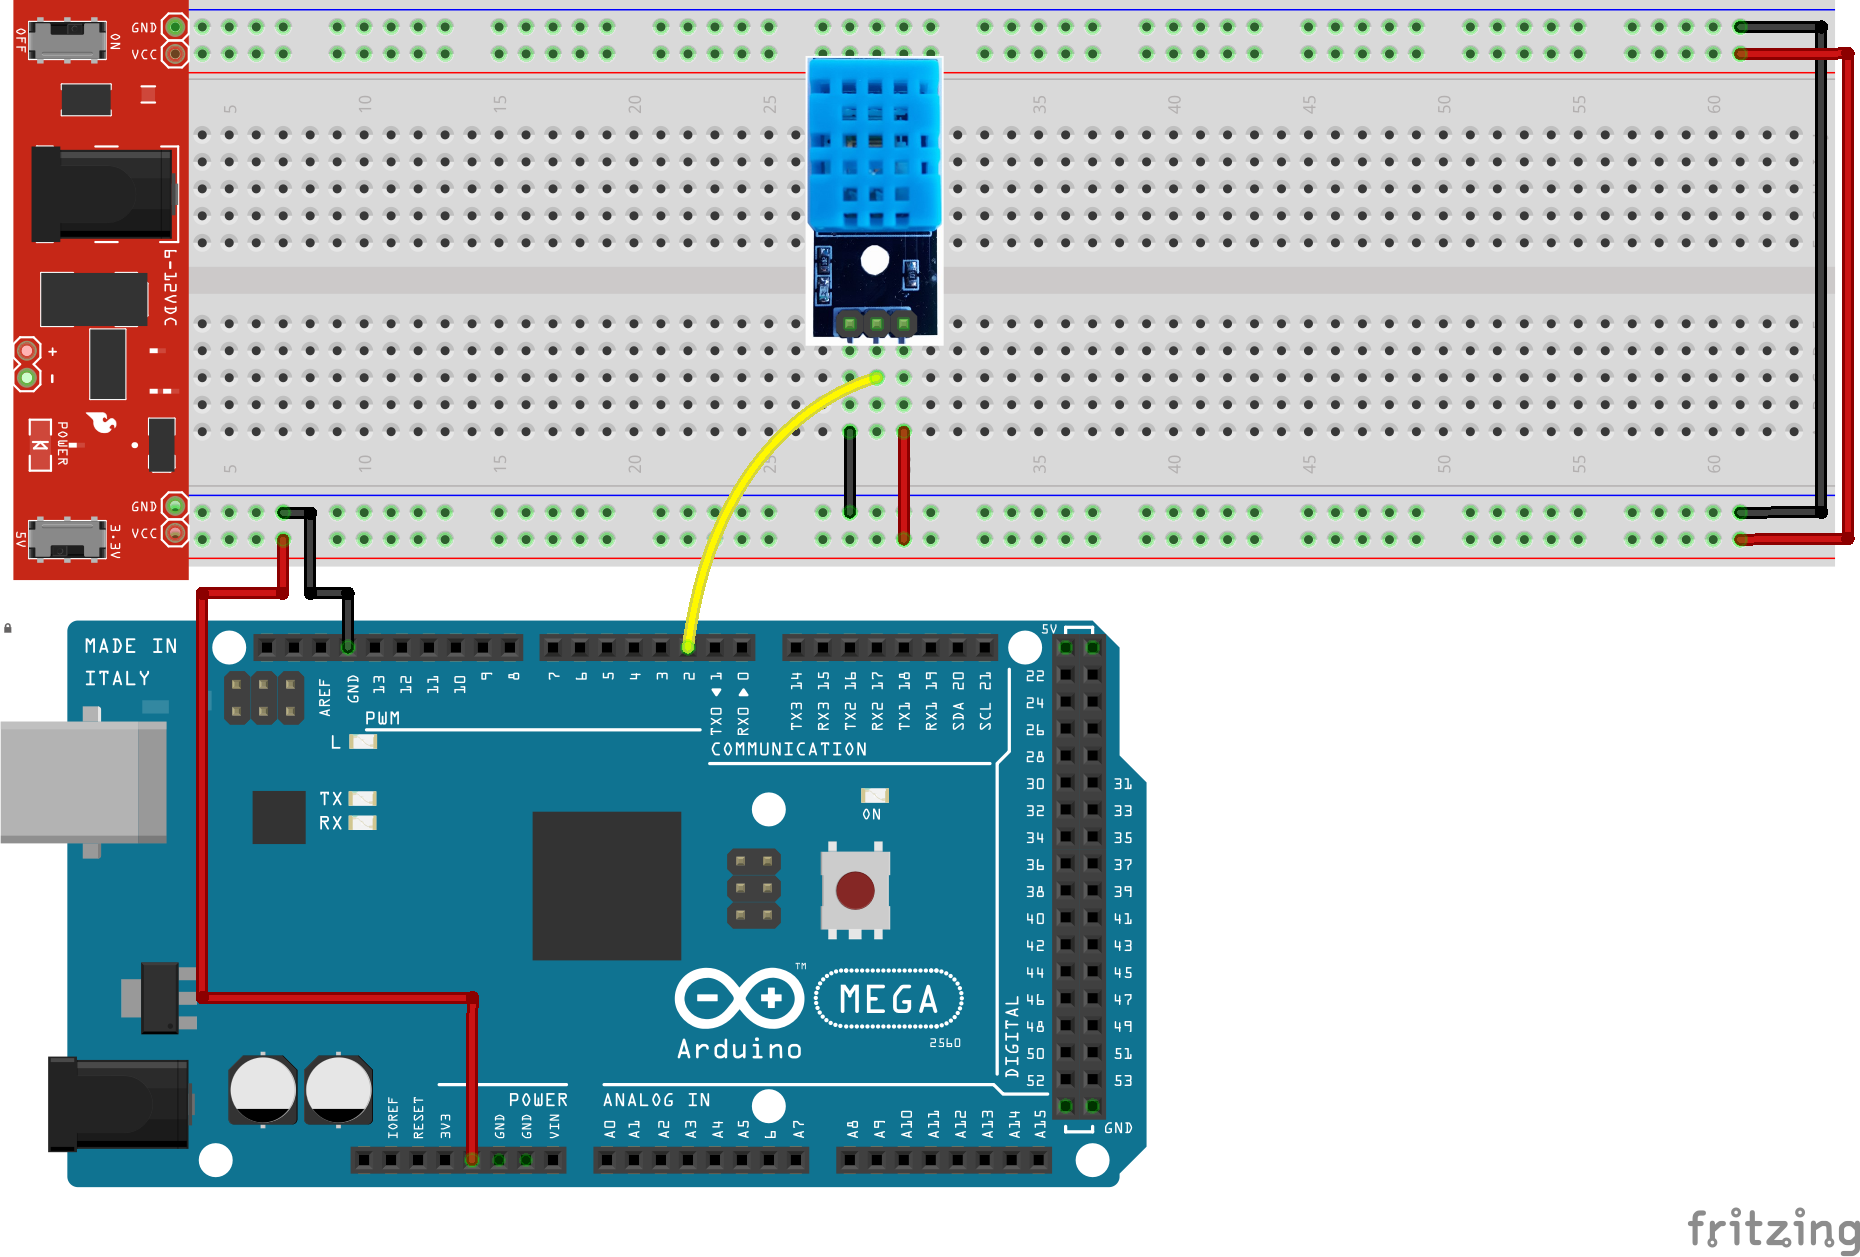 OFF
ON
GND
VCC
5 10 15 20 25 35 40 45 50 55 60
6-12VDC
+
-
POWER
5 10 15 20 25 35 40 45 50 55 60
GND
VCC
5V
3.3V
MADE IN
ITALY
AREF GND 13 12 11 10 9 8 7 6 5 4 3 2 1 0
TX0 RX0
TX3 14 RX3 15 TX2 16 RX2 17 TX1 18 RX1 19 SDA 20 SCL 21
5V
22
24
26
28
30 31
32 33
34 35
36 37
38 39
40 41
42 43
44 45
46 47
48 49
50 51
52 53
GND
DIGITAL
PWM
L
COMMUNICATION
TX
RX
ON
TM
MEGA
2560
Arduino
POWER
ANALOG IN
IOREF RESET 3V3 GND GND VIN
A0 A1 A2 A3 A4 A5 6 A7 A8 A9 A10 A11 A12 A13 A14 A15
fritzing